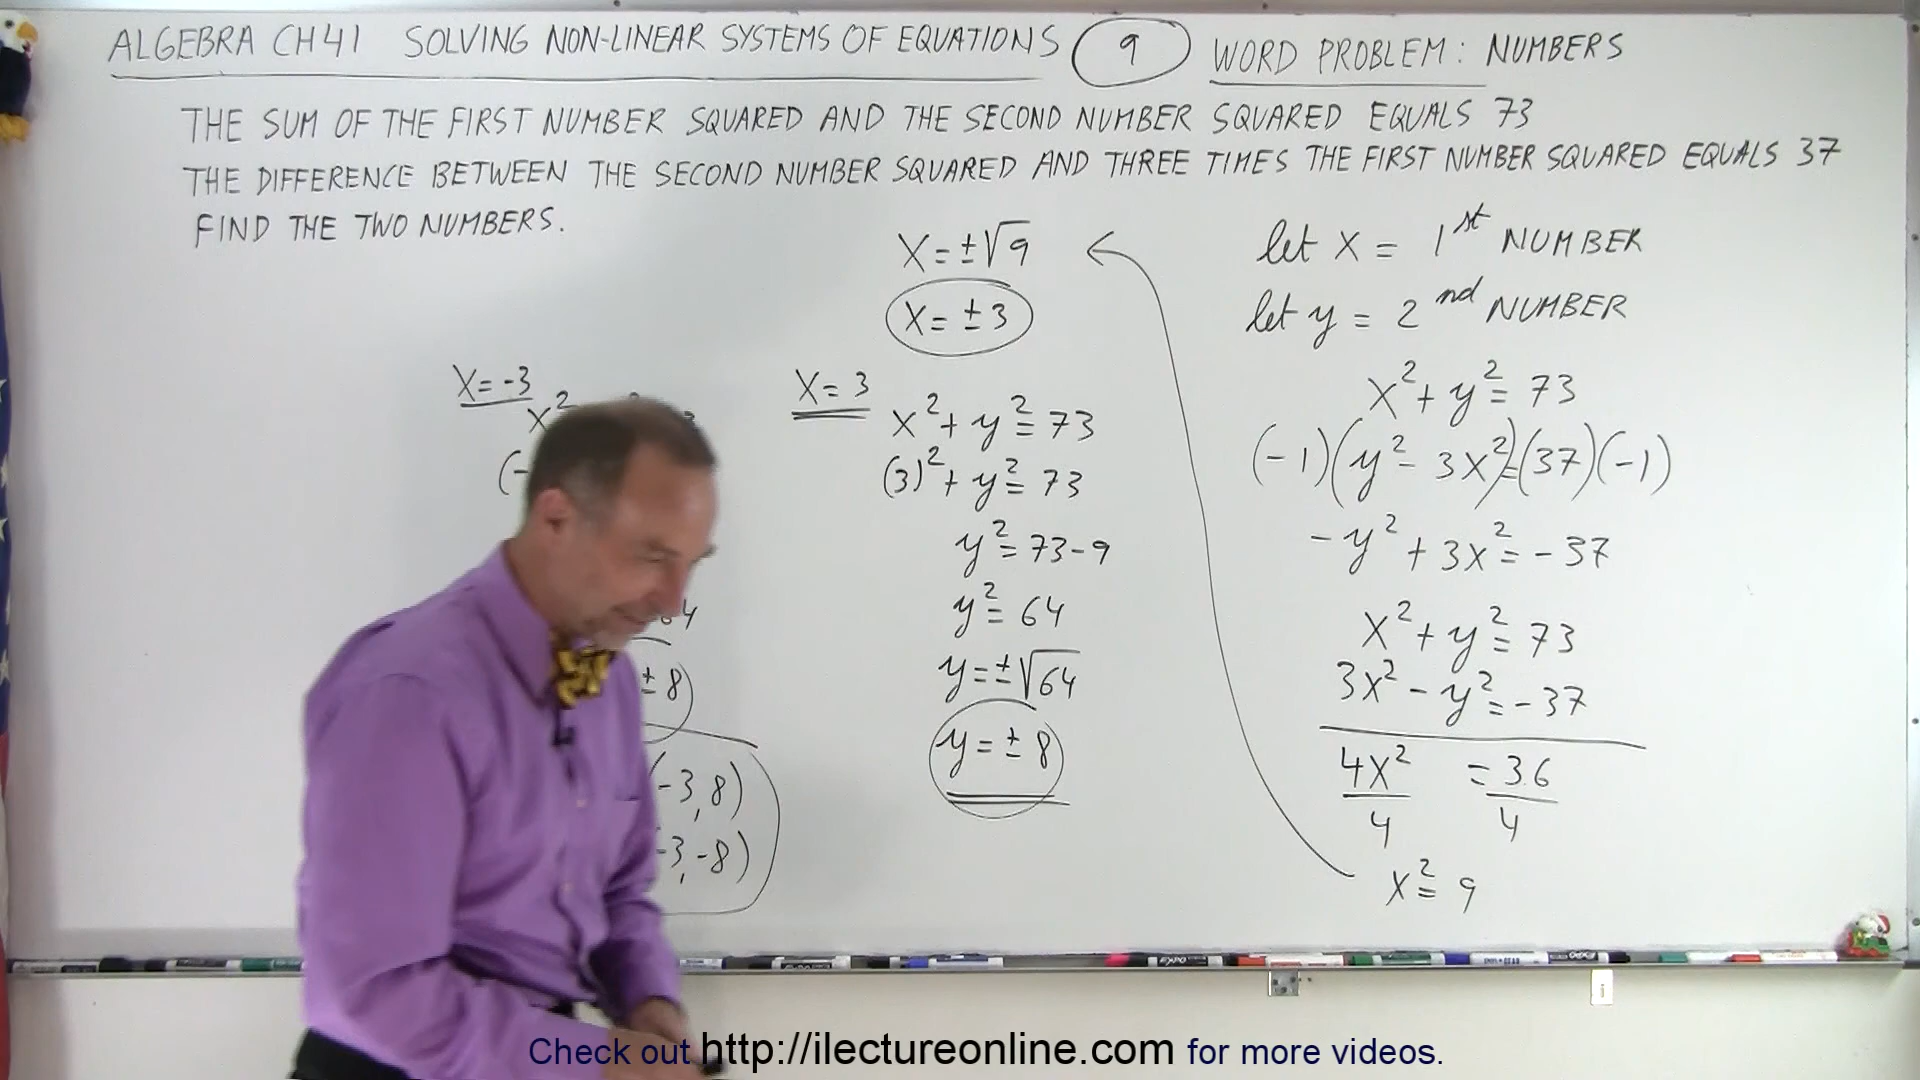 ALGEBRA CH 41 SOLVING NON-LINEAR SYSTEMS OF EQUATIONS 9 WORD PROBLEM: NUMBERS
THE SUM OF THE FIRST NUMBER SQUARED AND THE SECOND NUMBER SQUARED EQUALS 73
THE DIFFERENCE BETWEEN THE SECOND NUMBER SQUARED AND THREE TIMES THE FIRST NUMBER SQUARED EQUALS 37
FIND THE TWO NUMBERS.
let X = 1st NUMBER
let y = 2nd NUMBER
X² + y² = 73
(-1)(y² - 3X²) = (37)(-1)
-y² + 3X² = -37
X² + y² = 73
3X² - y² = -37
4X² = 36
4 4
X² = 9
X = ±√9
X = ±3
X = 3
X² + y² = 73
(3)² + y² = 73
y² = 73-9
y² = 64
y = ±√64
y = ±8
X = -3
X²
(-
64
± 8
(-3, 8)
-3, -8)
Check out http://ilectureonline.com for more videos.